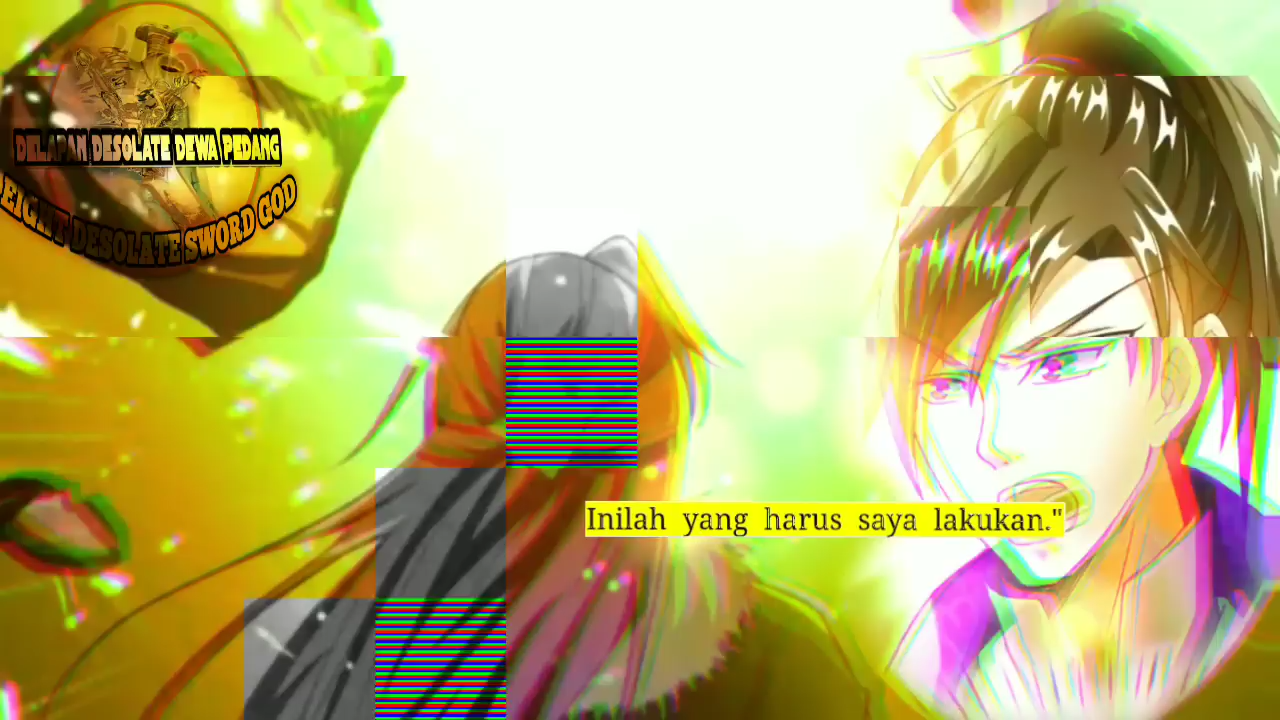 DELAPAN DESOLATE DEWA PEDANG
EIGHT DESOLATE SWORD GOD
Inilah yang harus saya lakukan."